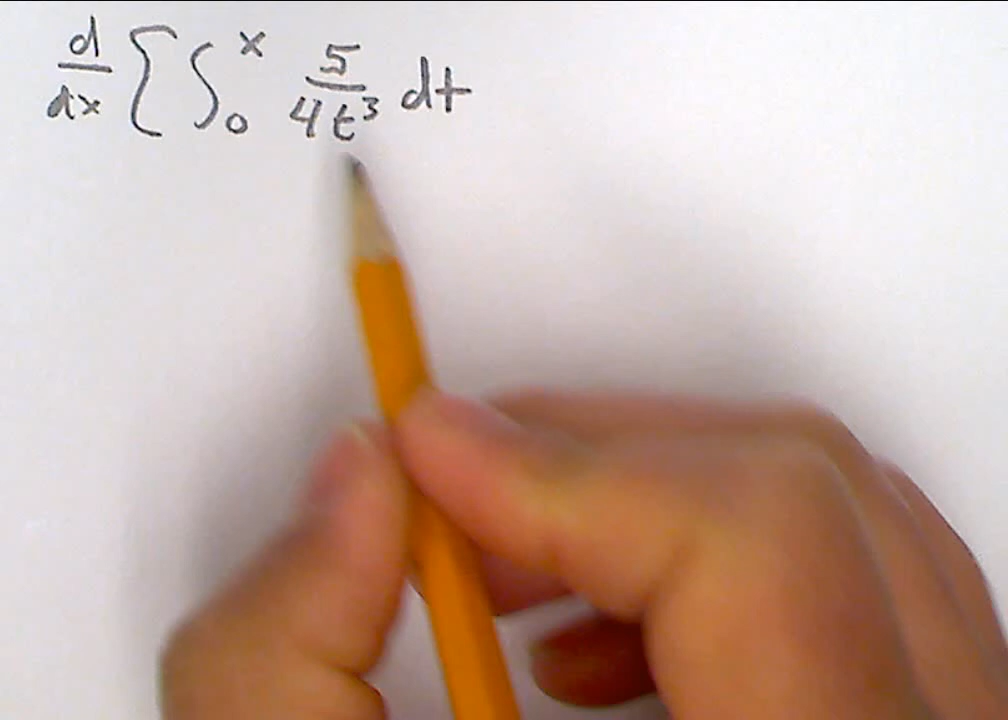 d/dx [ ∫₀ˣ 5/(4t³) dt